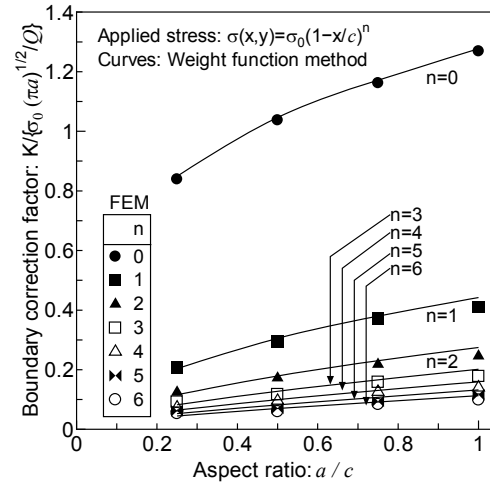 Applied stress: σ(x,y)=σ₀(1−x/c)ⁿ
Curves: Weight function method
n=0
n=3
n=4
n=5
n=6
n=1
n=2
FEM
n
0
1
2
3
4
5
6
Boundary correction factor: K/{σ₀ (πa)^1/2/Q}
1.4
1.2
1
0.8
0.6
0.4
0.2
0
0 0.2 0.4 0.6 0.8 1
Aspect ratio: a / c